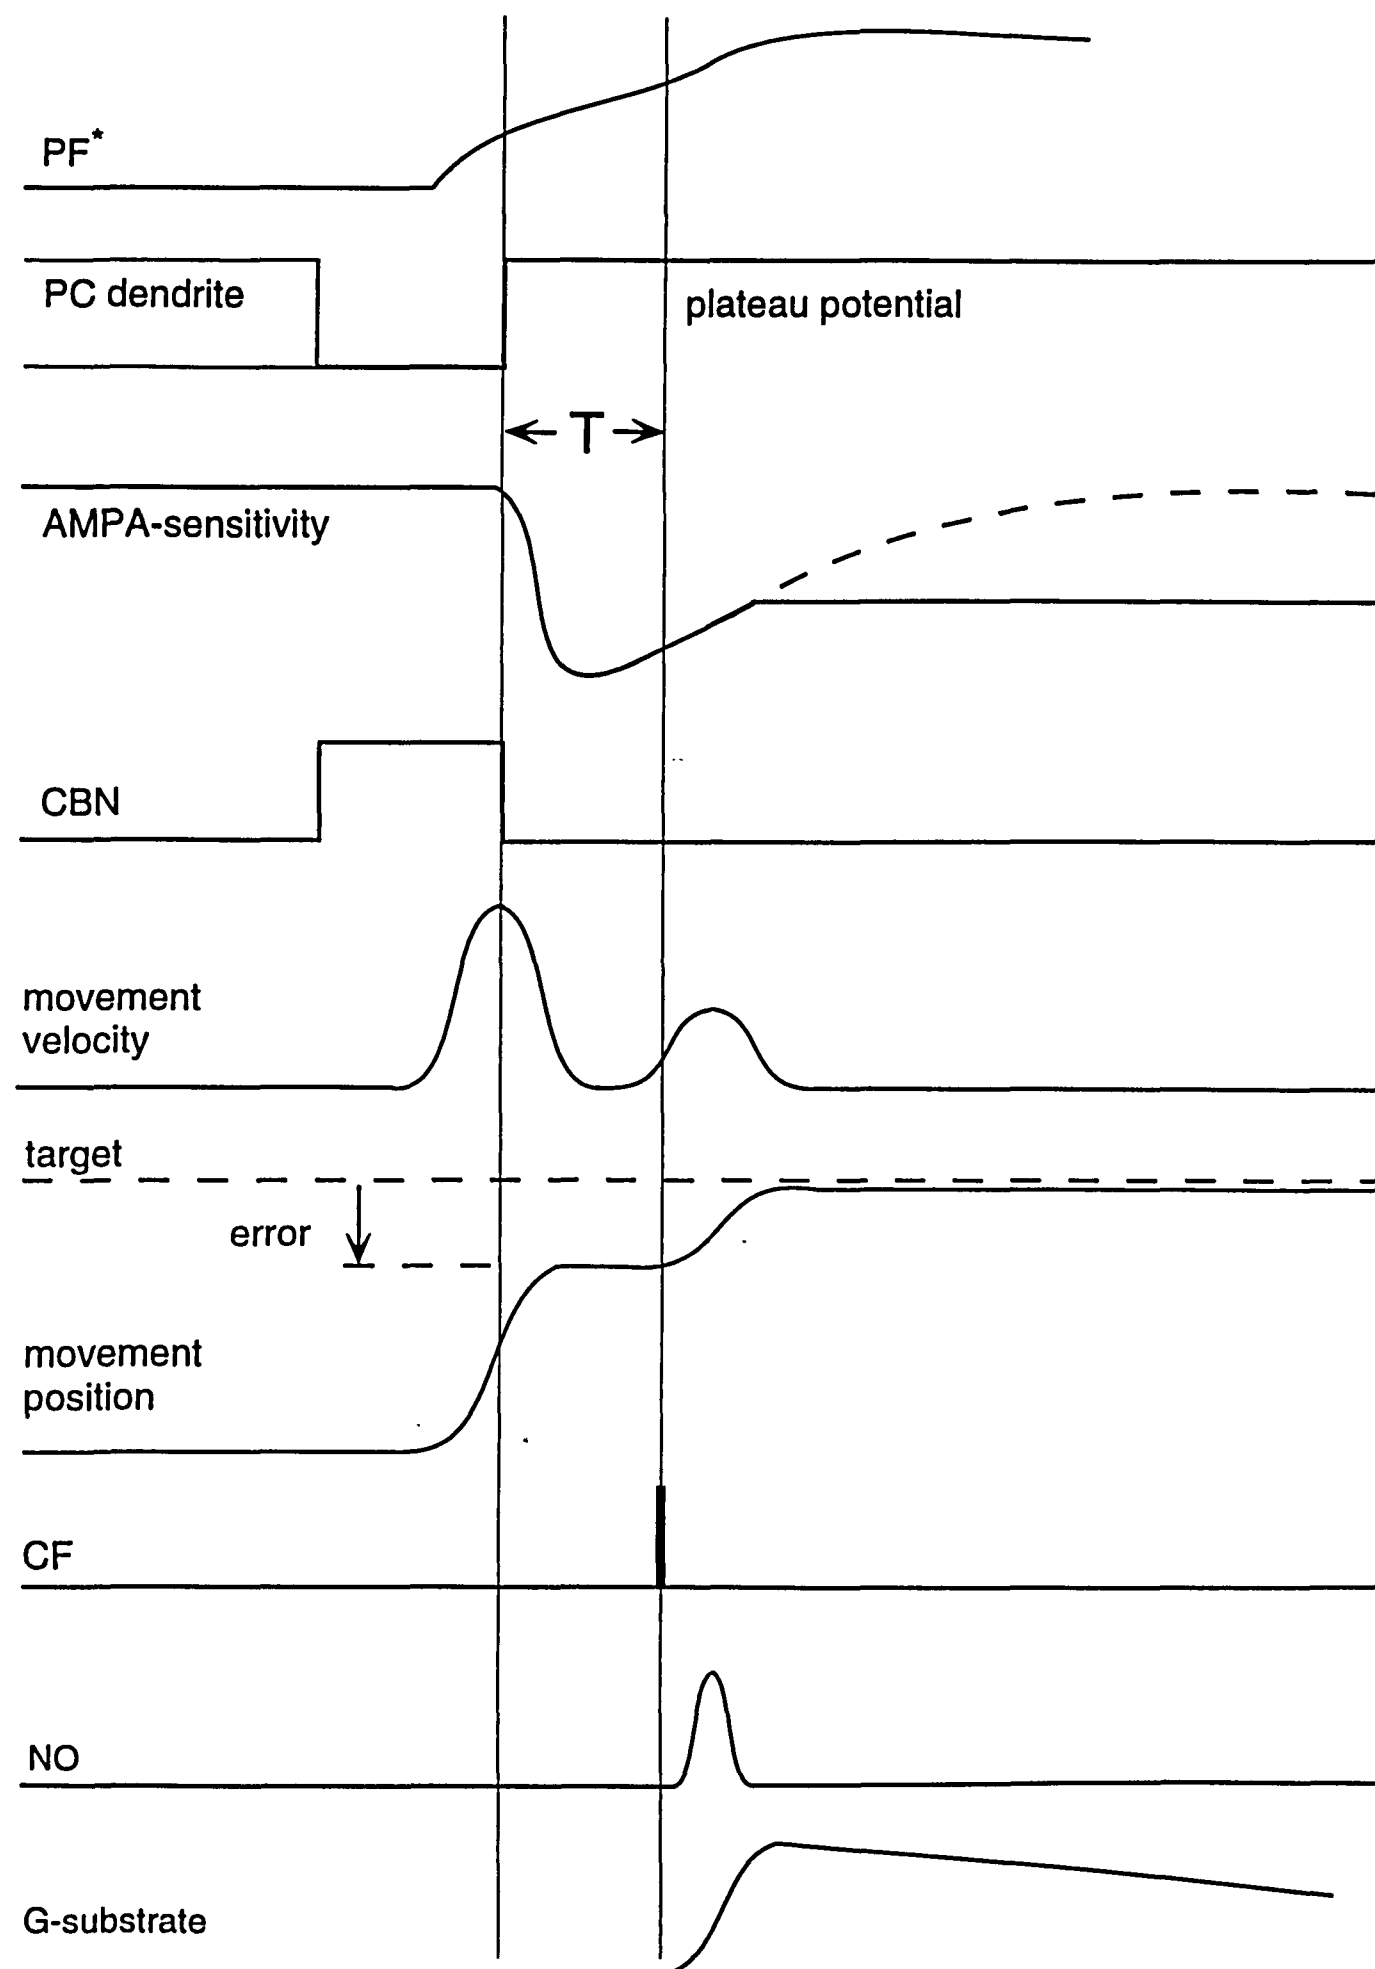 PF*
PC dendrite
plateau potential
T
AMPA-sensitivity
CBN
movement
velocity
target
error
movement
position
CF
NO
G-substrate